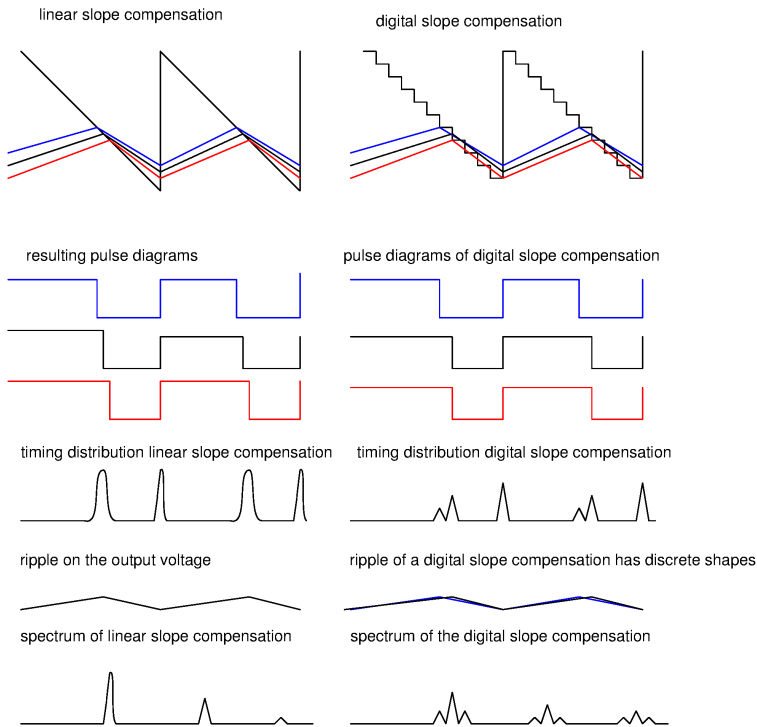 linear slope compensation
digital slope compensation
resulting pulse diagrams
pulse diagrams of digital slope compensation
timing distribution linear slope compensation
timing distribution digital slope compensation
ripple on the output voltage
ripple of a digital slope compensation has discrete shapes
spectrum of linear slope compensation
spectrum of the digital slope compensation